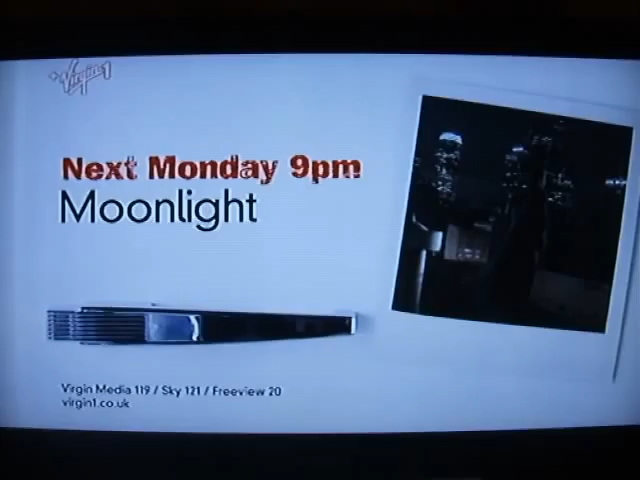 Virgin1
Next Monday 9pm
Moonlight
Virgin Media 119 / Sky 121 / Freeview 20
virgin1.co.uk